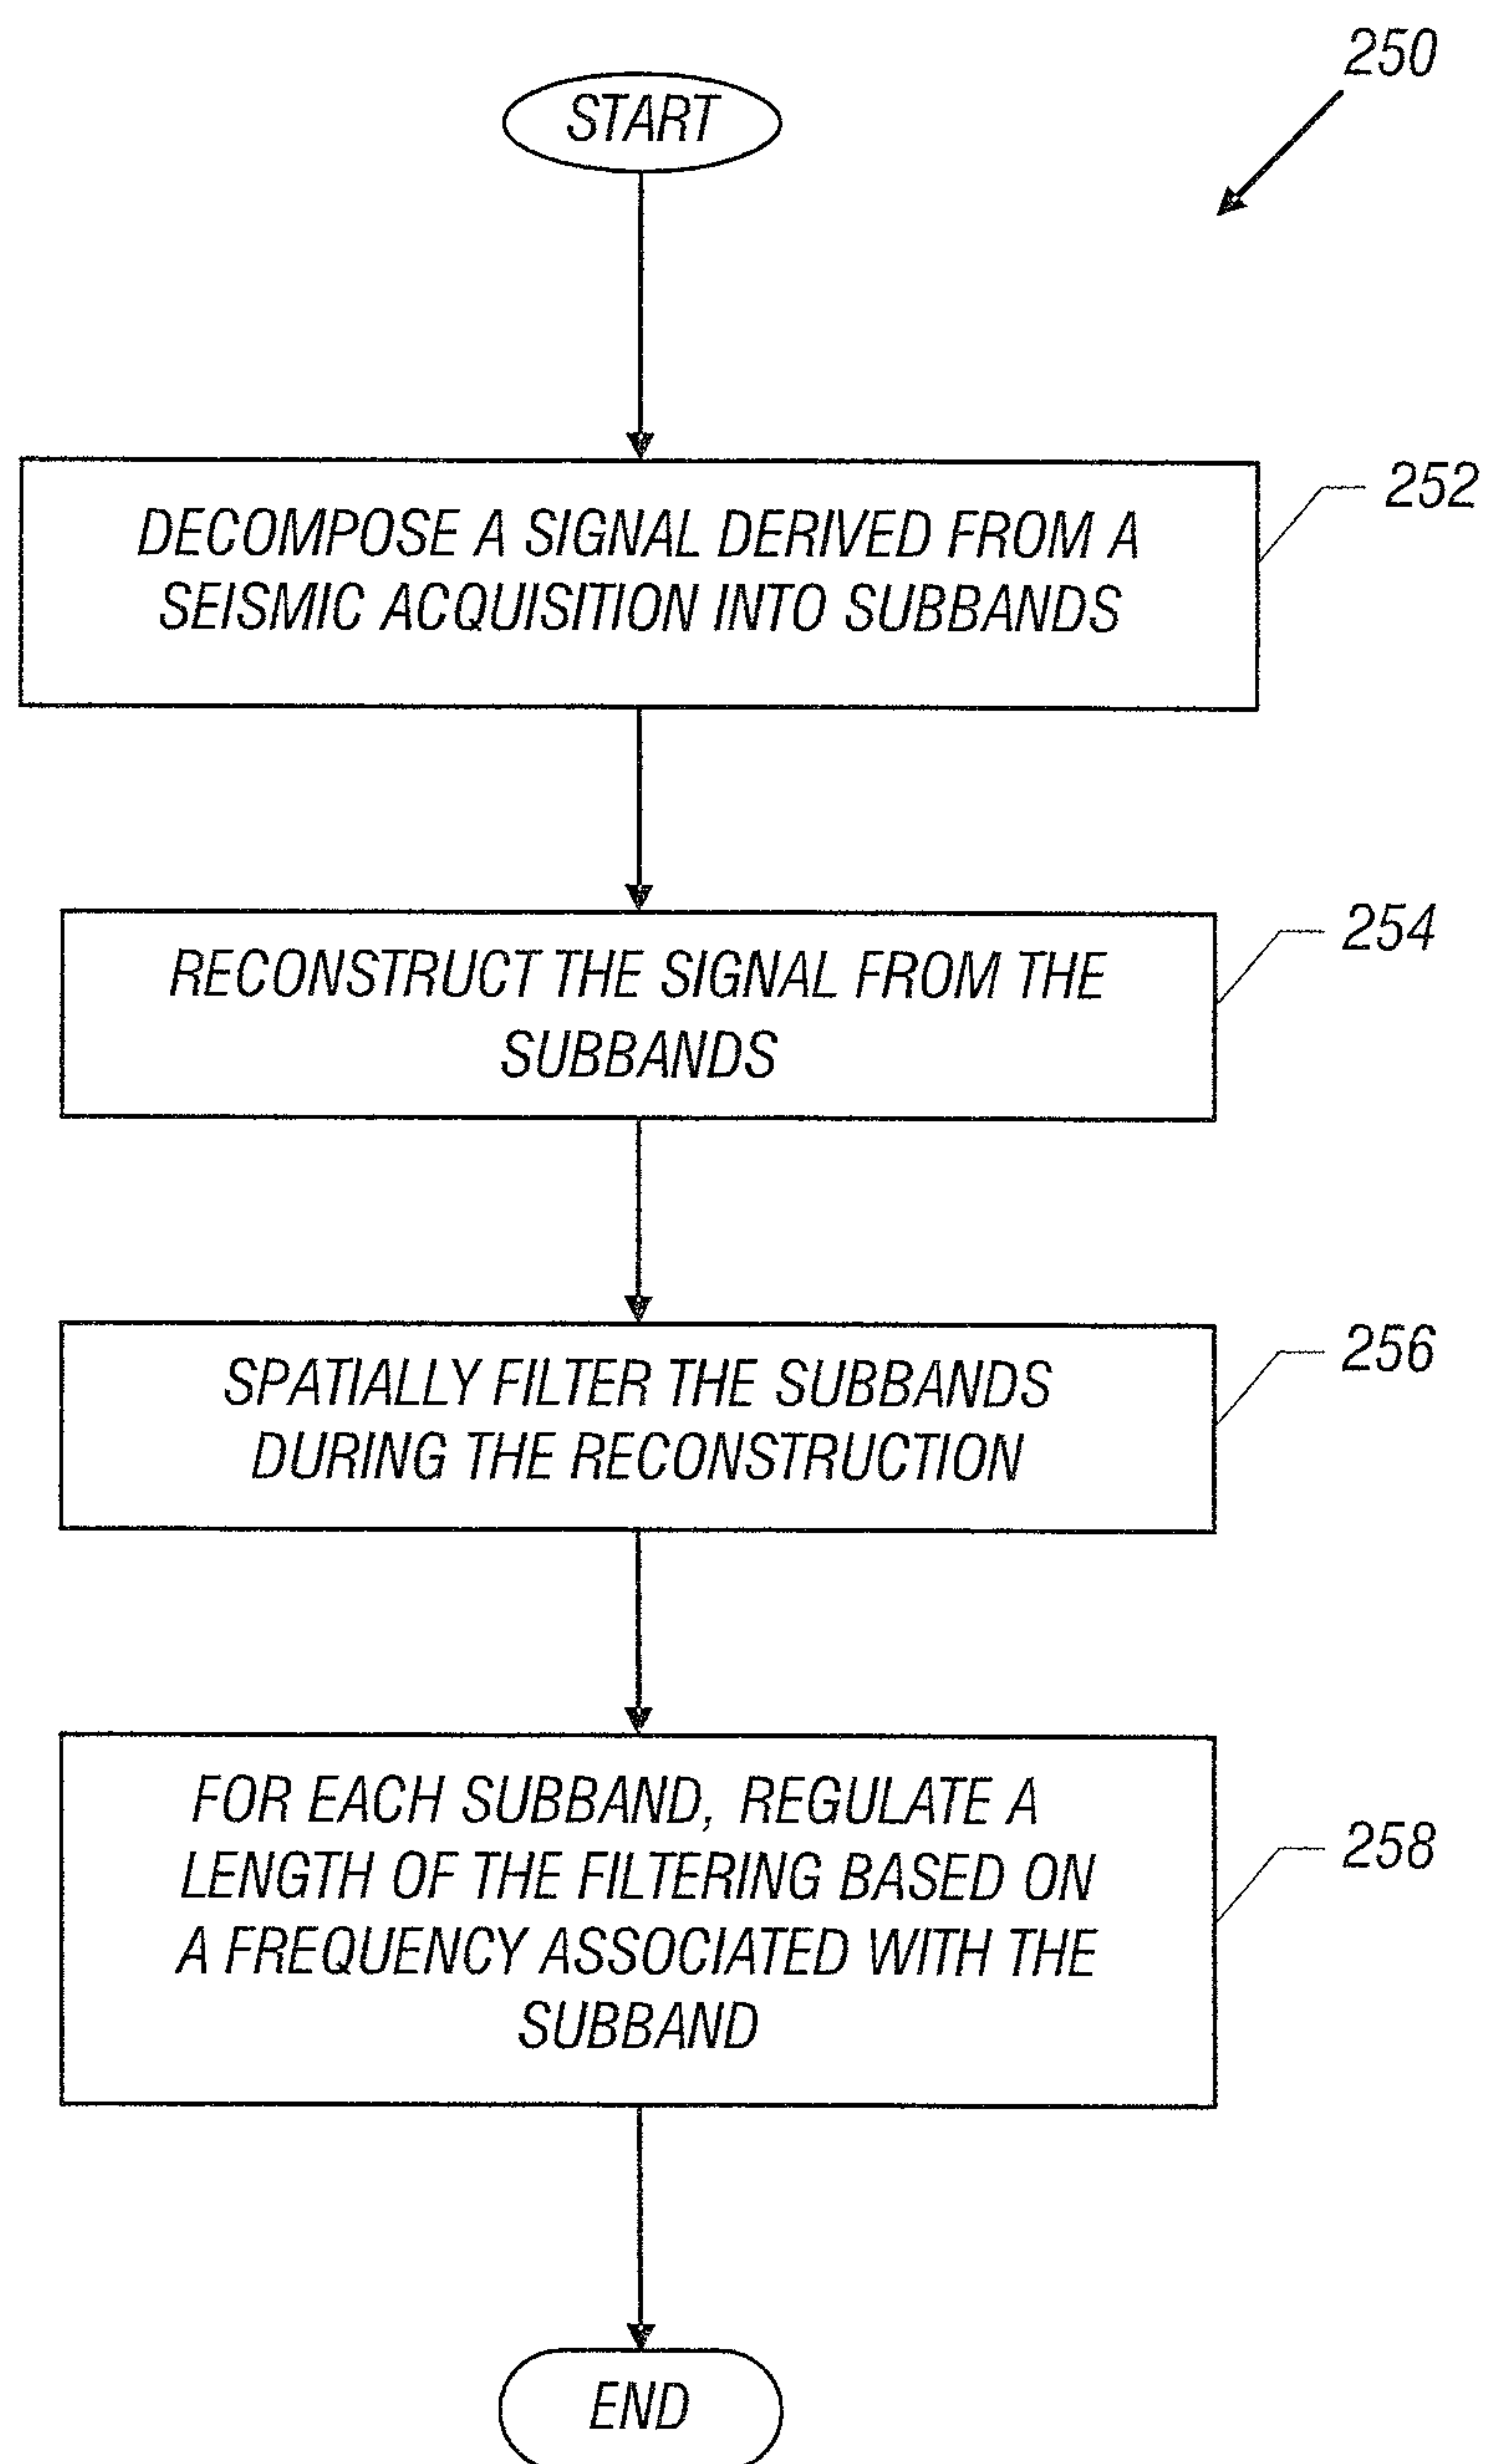 250
START
252
DECOMPOSE A SIGNAL DERIVED FROM A
SEISMIC ACQUISITION INTO SUBBANDS
254
RECONSTRUCT THE SIGNAL FROM THE
SUBBANDS
256
SPATIALLY FILTER THE SUBBANDS
DURING THE RECONSTRUCTION
258
FOR EACH SUBBAND, REGULATE A
LENGTH OF THE FILTERING BASED ON
A FREQUENCY ASSOCIATED WITH THE
SUBBAND
END